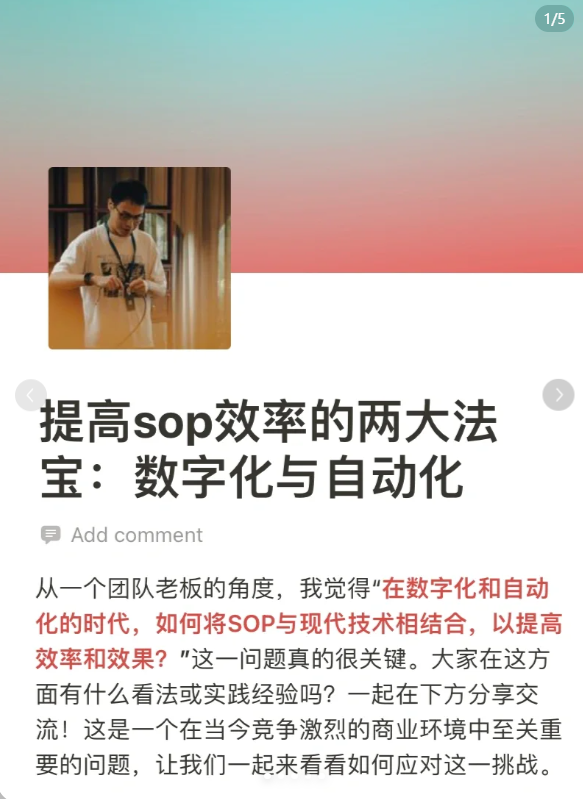 1/5
提高sop效率的两大法
宝：数字化与自动化
Add comment
从一个团队老板的角度，我觉得“在数字化和自动
化的时代，如何将SOP与现代技术相结合，以提高
效率和效果？”这一问题真的很关键。大家在这方
面有什么看法或实践经验吗？一起在下方分享交
流！这是一个在当今竞争激烈的商业环境中至关重
要的问题，让我们一起来看看如何应对这一挑战。